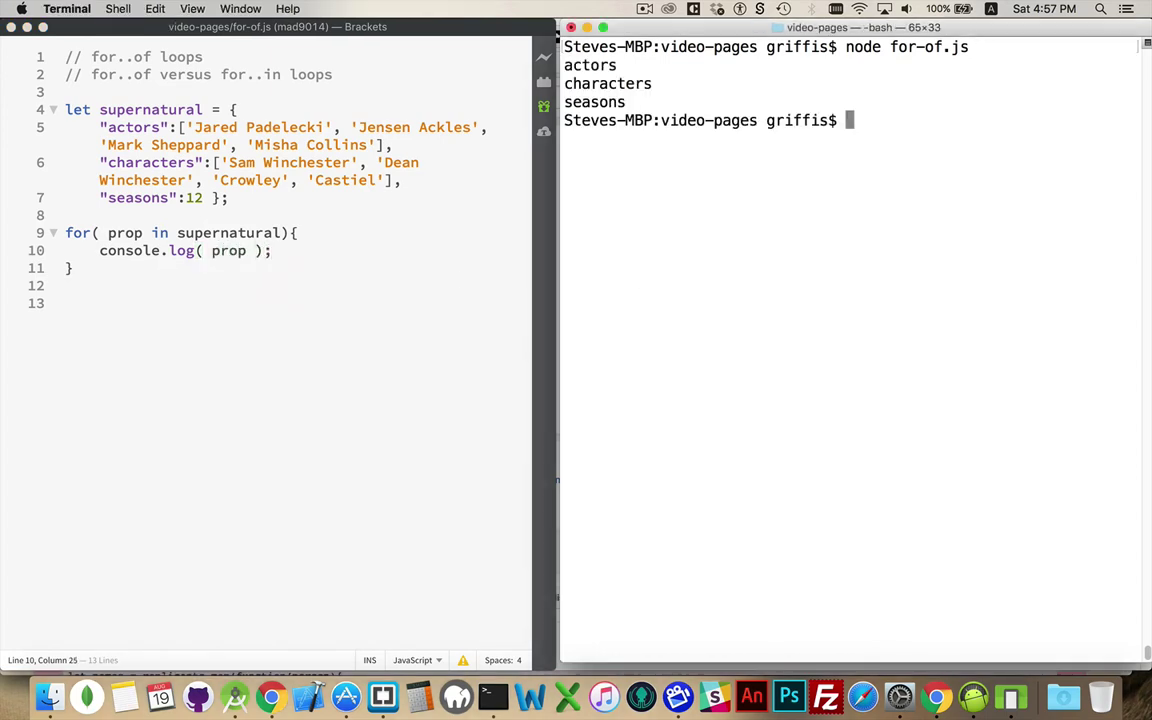 Terminal Shell Edit View Window Help 100% Sat 4:57 PM
video-pages/for-of.js (mad9014) — Brackets
video-pages — -bash — 65×33
1 // for..of loops
2 // for..of versus for..in loops
3
4 let supernatural = {
5 "actors":['Jared Padelecki', 'Jensen Ackles',
'Mark Sheppard', 'Misha Collins'],
6 "characters":['Sam Winchester', 'Dean
Winchester', 'Crowley', 'Castiel'],
7 "seasons":12 };
8
9 for( prop in supernatural){
10 console.log( prop );
11 }
12
13
Steves-MBP:video-pages griffis$ node for-of.js
actors
characters
seasons
Steves-MBP:video-pages griffis$
Line 10, Column 25 — 13 Lines
INS JavaScript Spaces: 4
19
An Ps